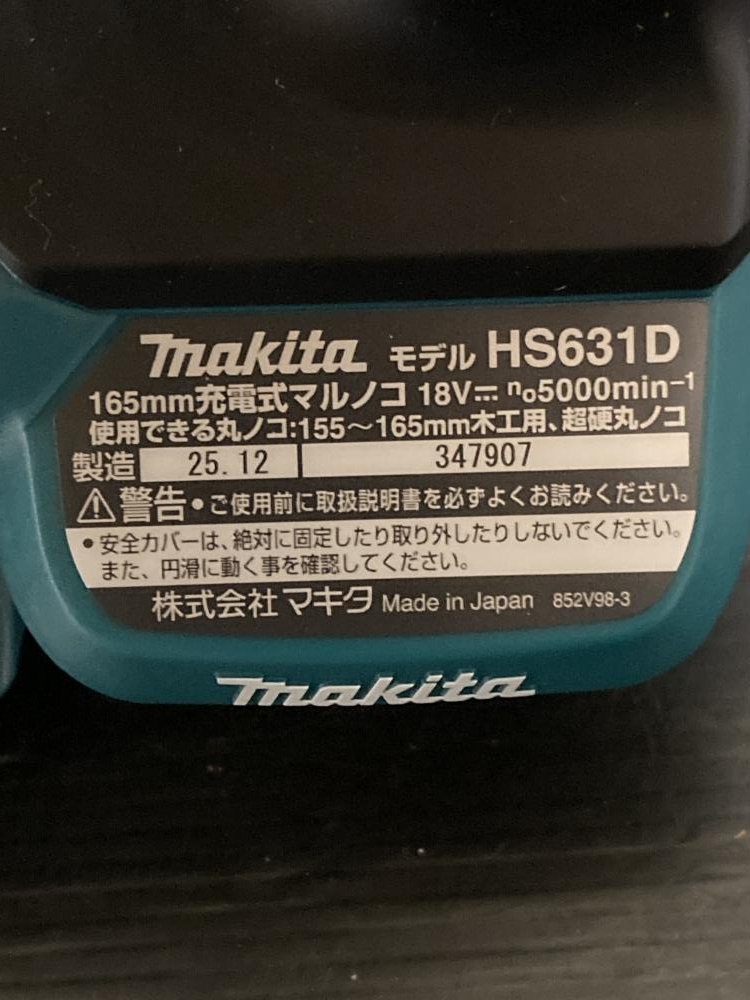 makita モデル HS631D
165mm充電式マルノコ 18V⎓ n₀5000min⁻¹
使用できる丸ノコ:155～165mm木工用、超硬丸ノコ
製造 25.12 347907
⚠警告 •ご使用前に取扱説明書を必ずよくお読みください。
•安全カバーは、絶対に固定したり取り外したりしないでください。
また、円滑に動く事を確認してください。
株式会社マキタ Made in Japan 852V98-3
makita